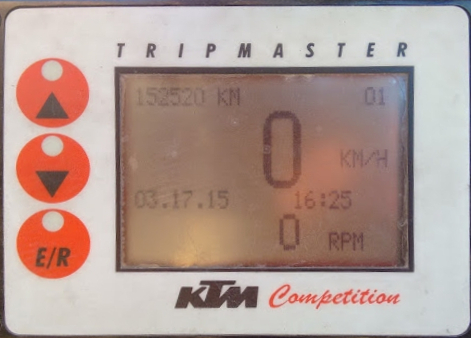 TRIPMASTER
152520 KM 01
0 KM/H
03.17.15 16:25
0 RPM
E/R
KTM Competition